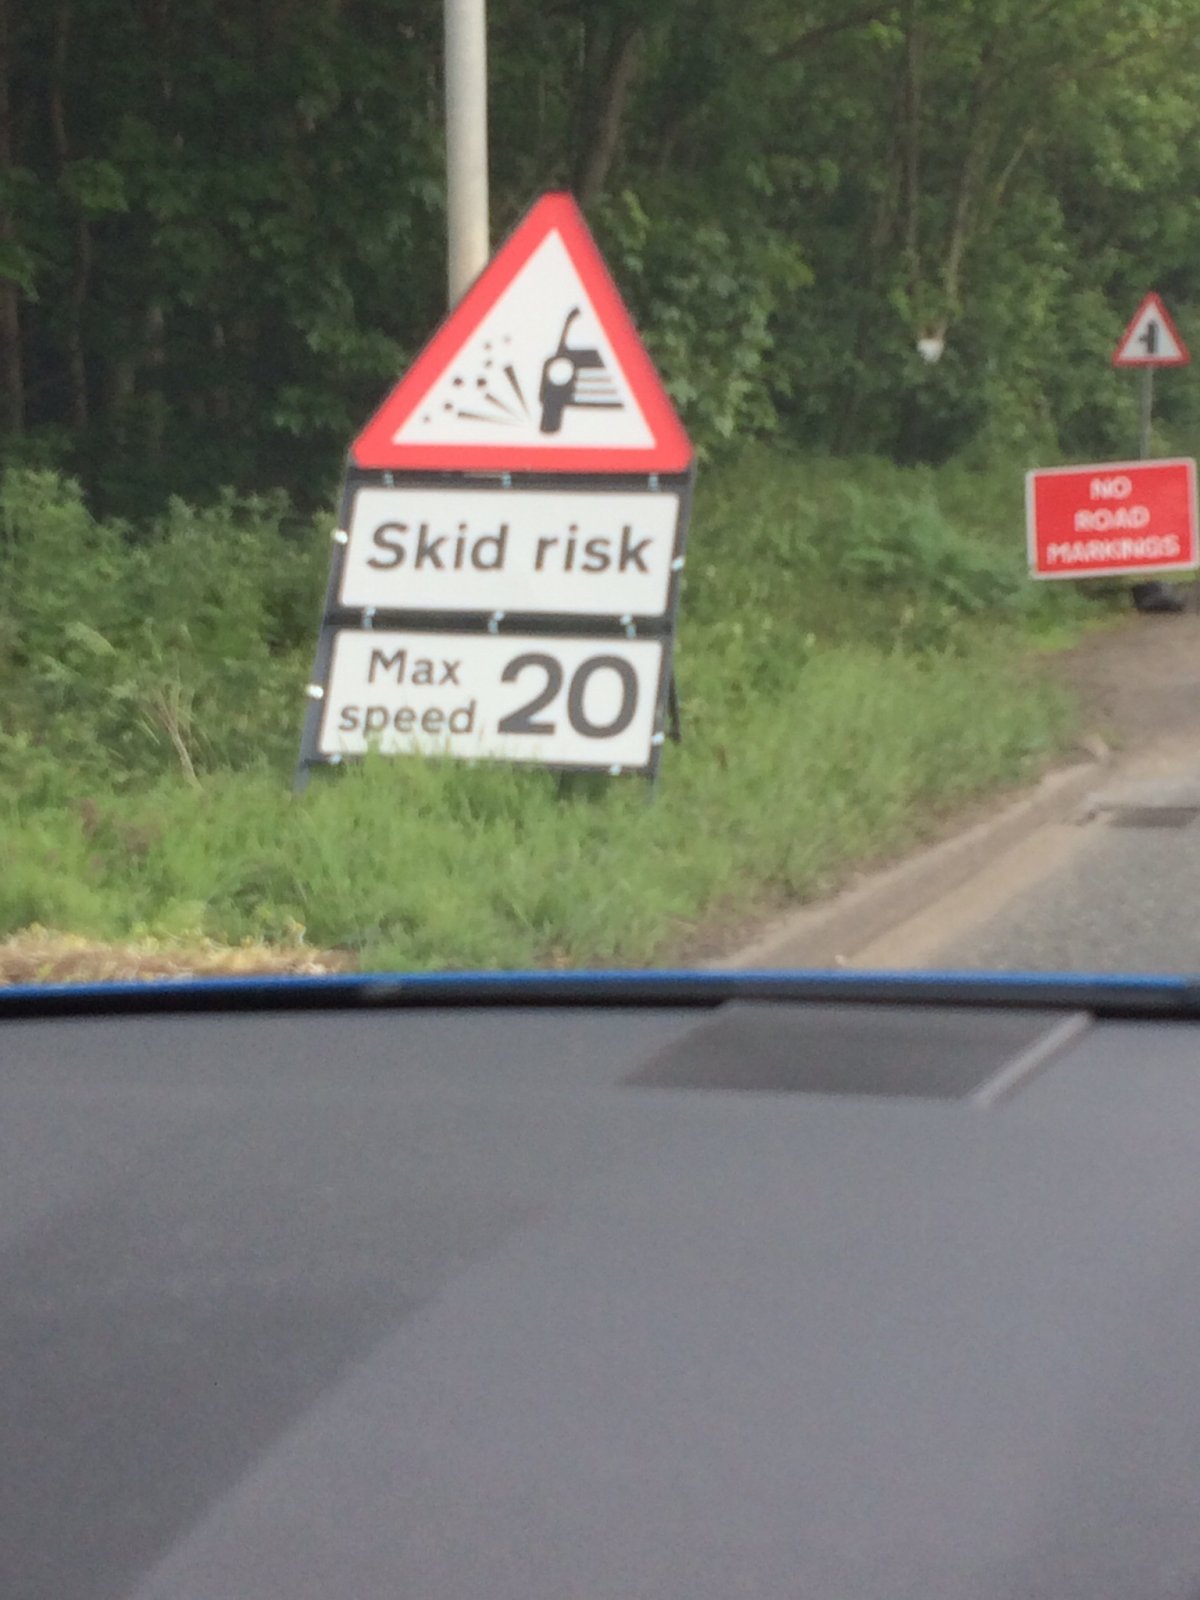 Skid risk
Max
speed 20
NO
ROAD
MARKINGS